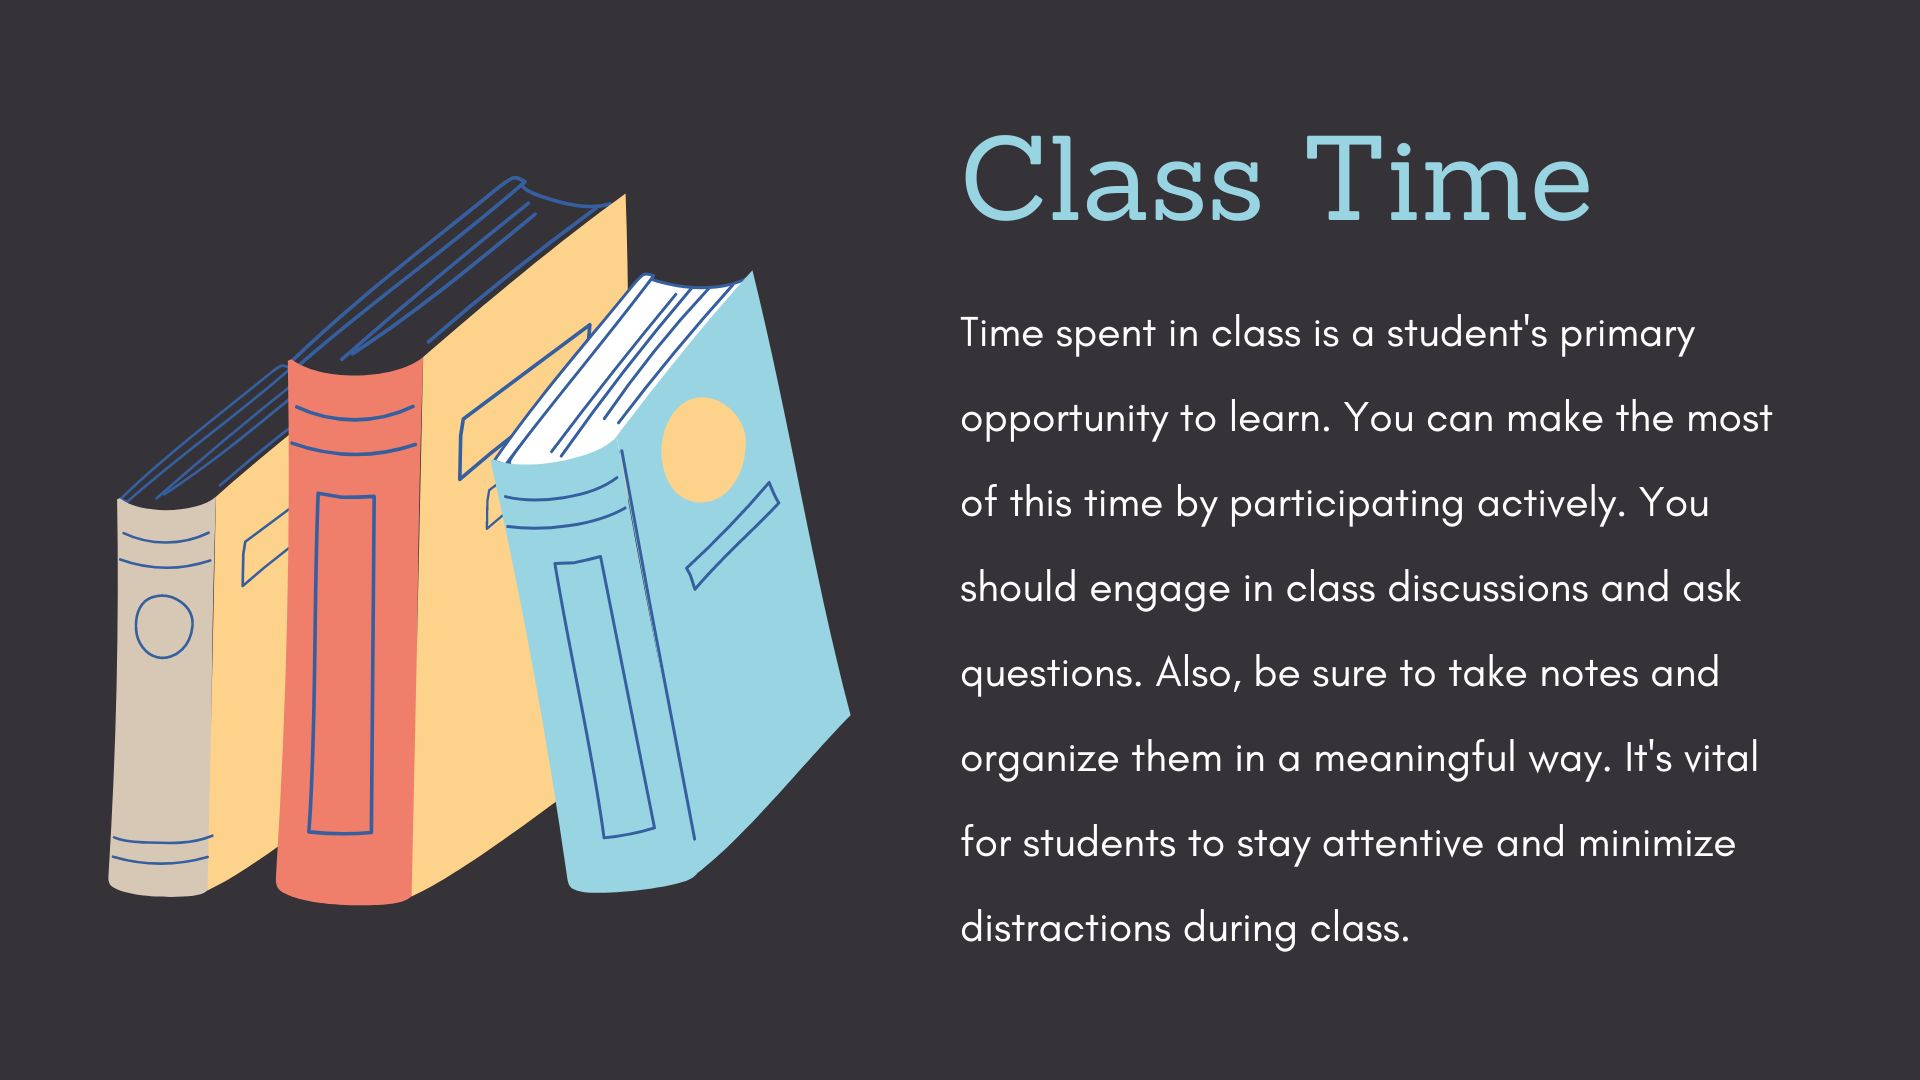 Class Time
Time spent in class is a student's primary
opportunity to learn. You can make the most
of this time by participating actively. You
should engage in class discussions and ask
questions. Also, be sure to take notes and
organize them in a meaningful way. It's vital
for students to stay attentive and minimize
distractions during class.